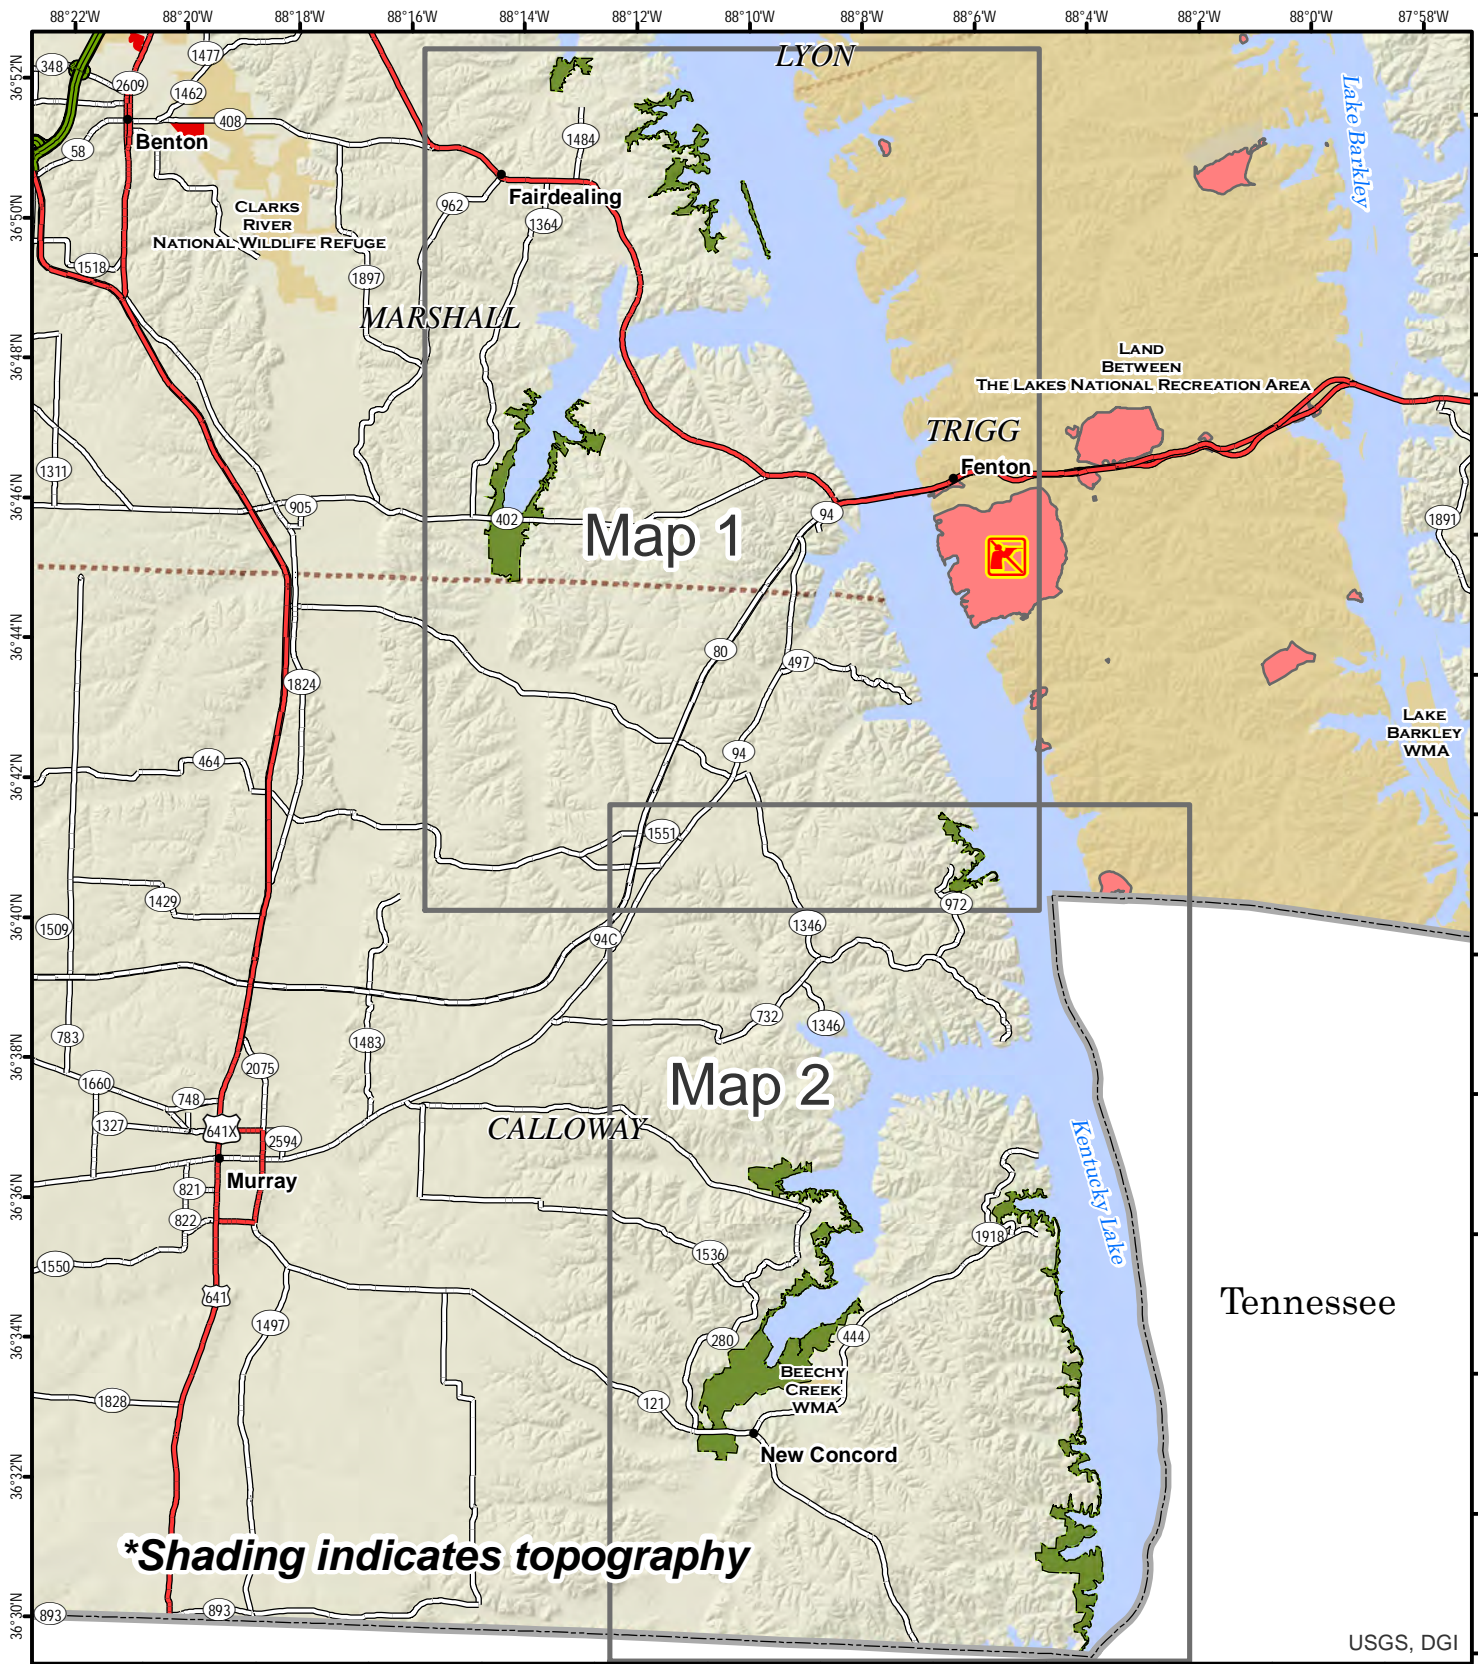 88°22'W 88°20'W 88°18'W 88°16'W 88°14'W 88°12'W 88°10'W 88°8'W 88°6'W 88°4'W 88°2'W 88°0'W 87°58'W
36°52'N
36°50'N
36°48'N
36°46'N
36°44'N
36°42'N
36°40'N
36°38'N
36°36'N
36°34'N
36°32'N
36°30'N
LYON
348
1477
2609
1462
408
58
Benton
1484
Fairdealing
962
1364
CLARKS
RIVER
NATIONAL WILDLIFE REFUGE
1518
1897
MARSHALL
Lake Barkley
LAND
BETWEEN
THE LAKES NATIONAL RECREATION AREA
TRIGG
Fenton
1311
905
402
Map 1
94
1891
80
497
1824
94
464
LAKE
BARKLEY
WMA
1551
1429
1509
94C
1346
972
732
1346
783
1483
2075
Map 2
1660
748
1327
641X
2594
CALLOWAY
Kentucky Lake
Murray
821
822
1550
1536
1918
641
1497
280
444
Tennessee
BEECHY
CREEK
WMA
1828
121
New Concord
*Shading indicates topography
893
893
USGS, DGI